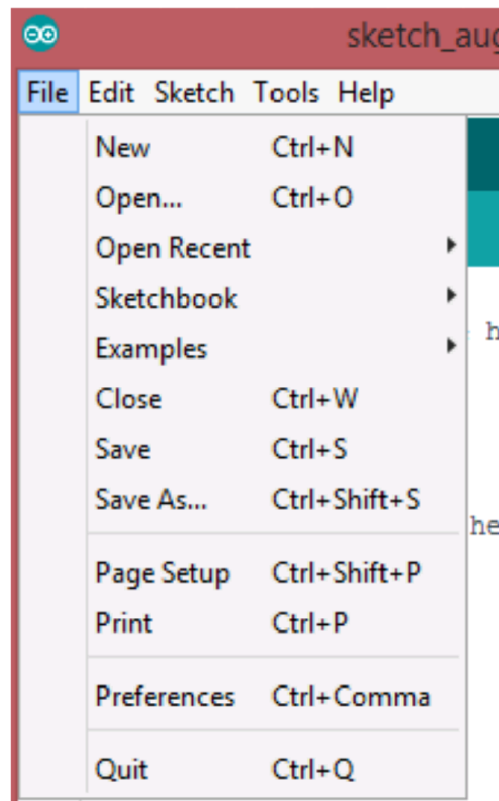 sketch_aug
File Edit Sketch Tools Help
New Ctrl+N
Open... Ctrl+O
Open Recent
Sketchbook
Examples
Close Ctrl+W
Save Ctrl+S
Save As... Ctrl+Shift+S
Page Setup Ctrl+Shift+P
Print Ctrl+P
Preferences Ctrl+Comma
Quit Ctrl+Q